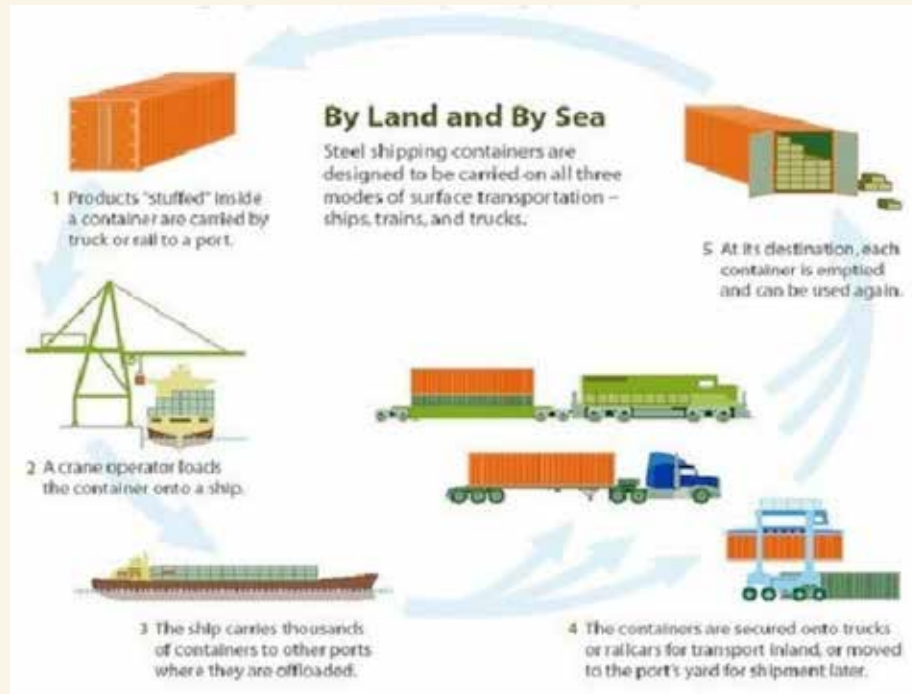 By Land and By Sea
Steel shipping containers are
designed to be carried on all three
modes of surface transportation –
ships, trains, and trucks.
1 Products "stuffed" inside
a container are carried by
truck or rail to a port.
2 A crane operator loads
the container onto a ship.
3 The ship carries thousands
of containers to other ports
where they are offloaded.
4 The containers are secured onto trucks
or railcars for transport inland, or moved
to the port's yard for shipment later.
5 At its destination, each
container is emptied
and can be used again.